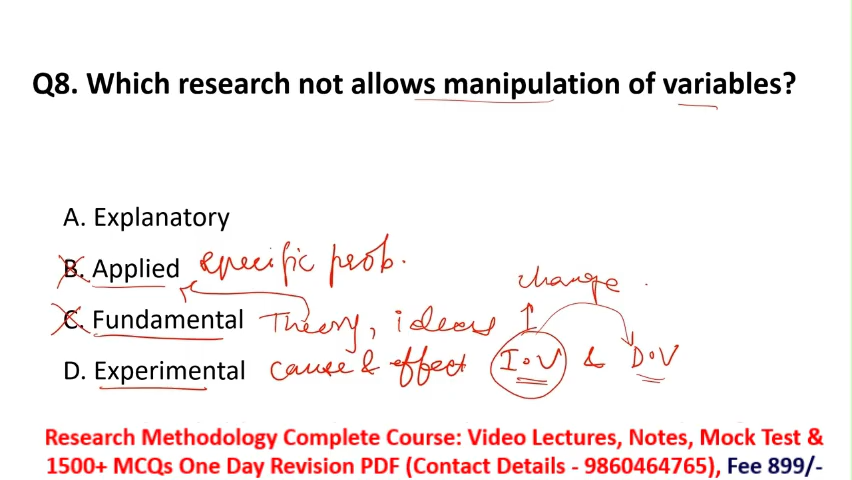 Q8. Which research not allows manipulation of variables?
A. Explanatory
B. Applied specific prob.
change
C. Fundamental Theory, ideas
D. Experimental cause & effect I.V & D.V
Research Methodology Complete Course: Video Lectures, Notes, Mock Test &
1500+ MCQs One Day Revision PDF (Contact Details - 9860464765), Fee 899/-